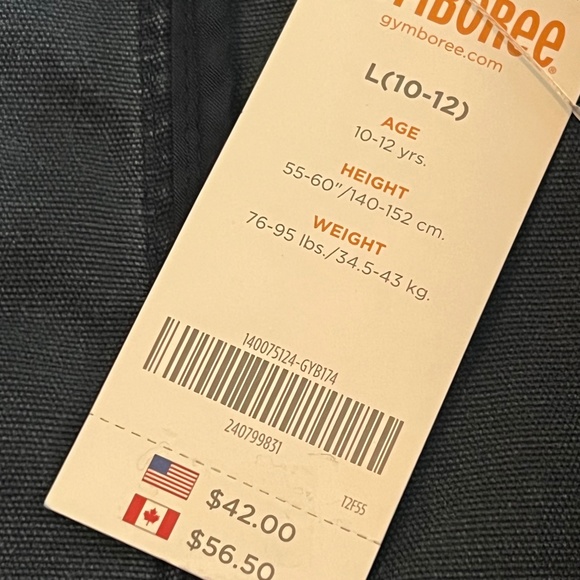 gymboree.com
L(10-12)
AGE
10-12 yrs.
HEIGHT
55-60"/140-152 cm.
WEIGHT
76-95 lbs./34.5-43 kg.
140075124-GYB174
240799831
12F55
$42.00
$56.50